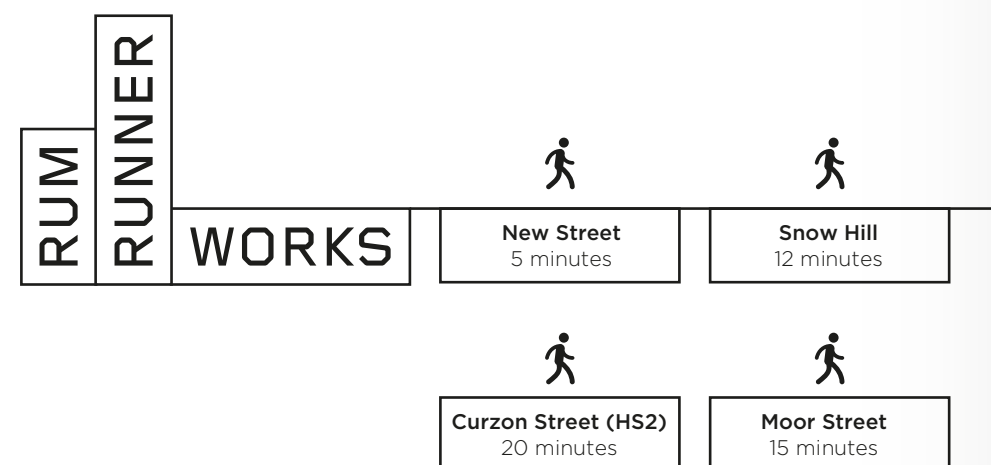 RUM
RUNNER
WORKS
New Street
5 minutes
Snow Hill
12 minutes
Curzon Street (HS2)
20 minutes
Moor Street
15 minutes